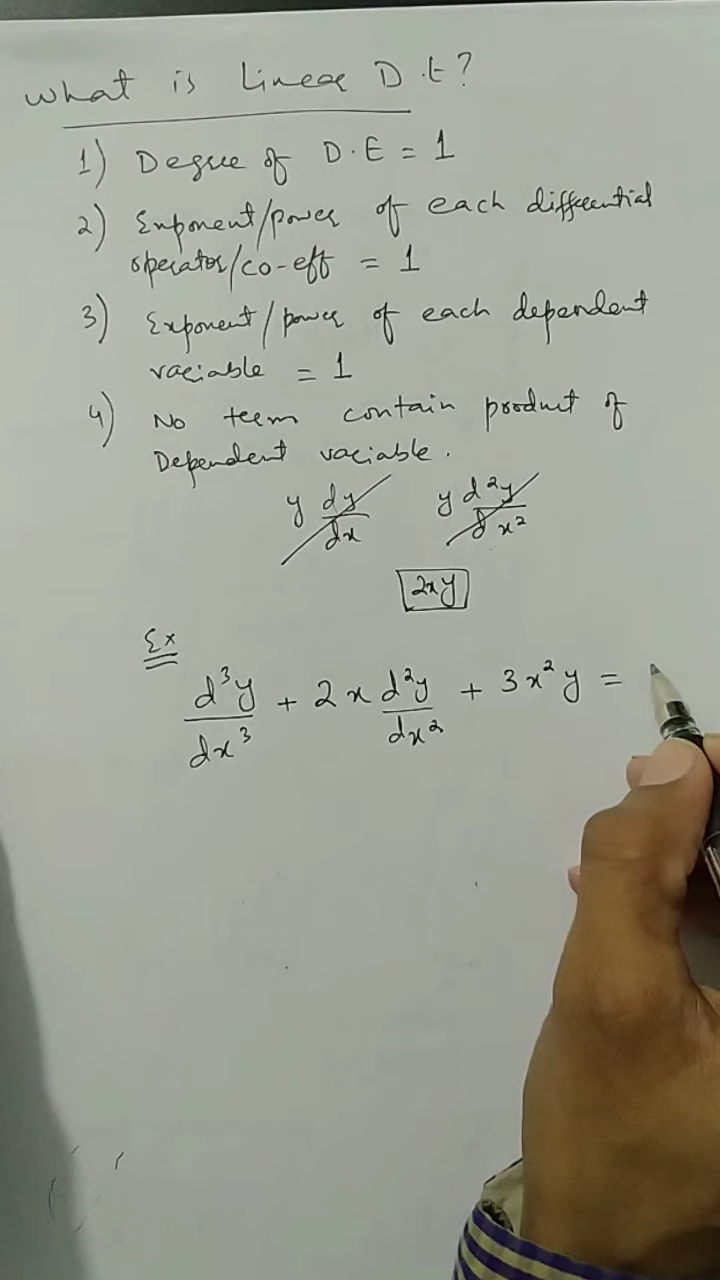 What is Linear D.E?
1) Degree of D.E = 1
2) Exponent/power of each differential
operator/co-eff = 1
3) Exponent/power of each dependent
variable = 1
4) No term contain product of
Dependent variable.
y dy/dx   y d²y/dx²
2xy
Ex
d³y/dx³ + 2x d²y/dx² + 3x²y =